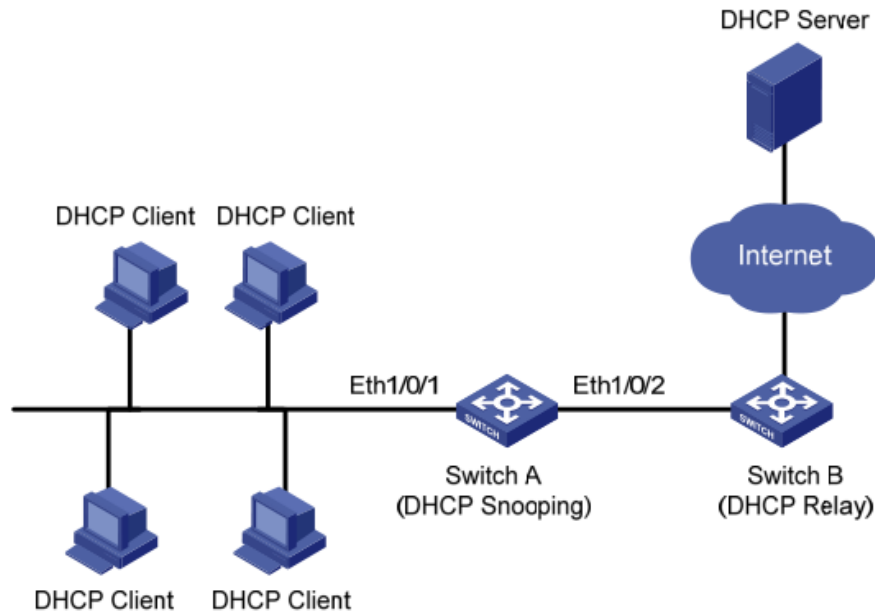 DHCP Server
DHCP Client
DHCP Client
Internet
Eth1/0/1
Eth1/0/2
SWITCH
SWITCH
Switch A
(DHCP Snooping)
Switch B
(DHCP Relay)
DHCP Client
DHCP Client